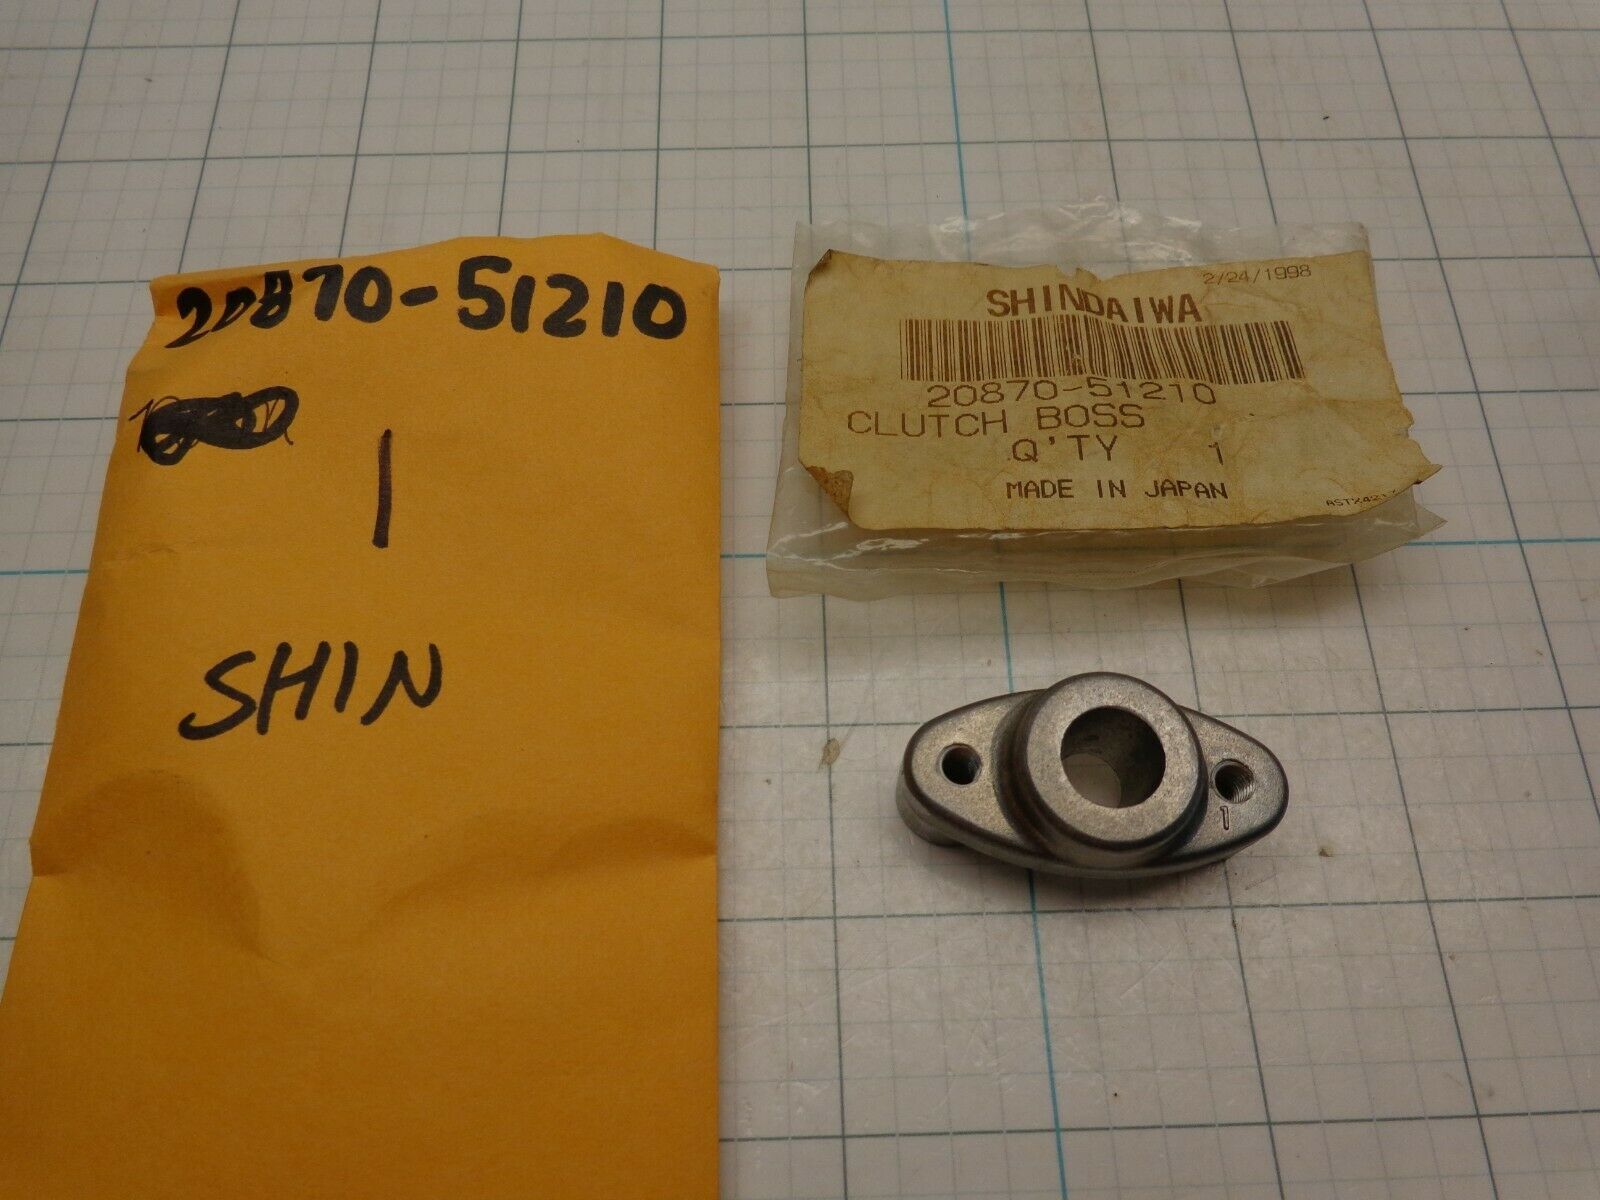 20870-51210
1
SHIN
2/24/1998
SHINDAIWA
20870-51210
CLUTCH BOSS
Q'TY 1
MADE IN JAPAN
1